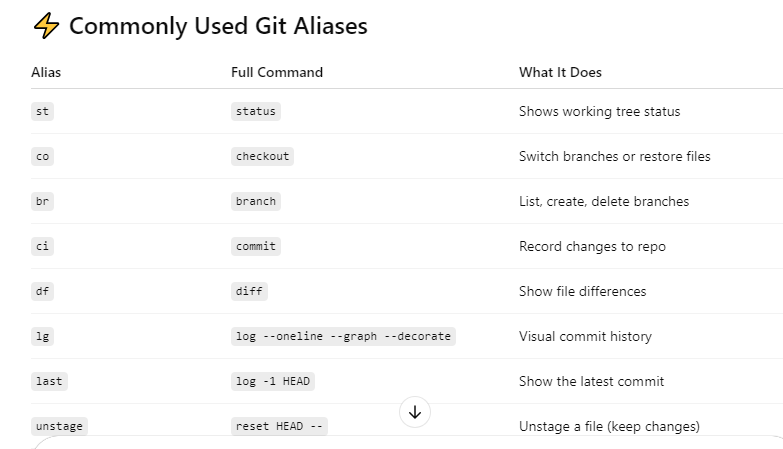 ⚡ Commonly Used Git Aliases
Alias Full Command What It Does
st status Shows working tree status
co checkout Switch branches or restore files
br branch List, create, delete branches
ci commit Record changes to repo
df diff Show file differences
lg log --oneline --graph --decorate Visual commit history
last log -1 HEAD Show the latest commit
unstage reset HEAD -- Unstage a file (keep changes)